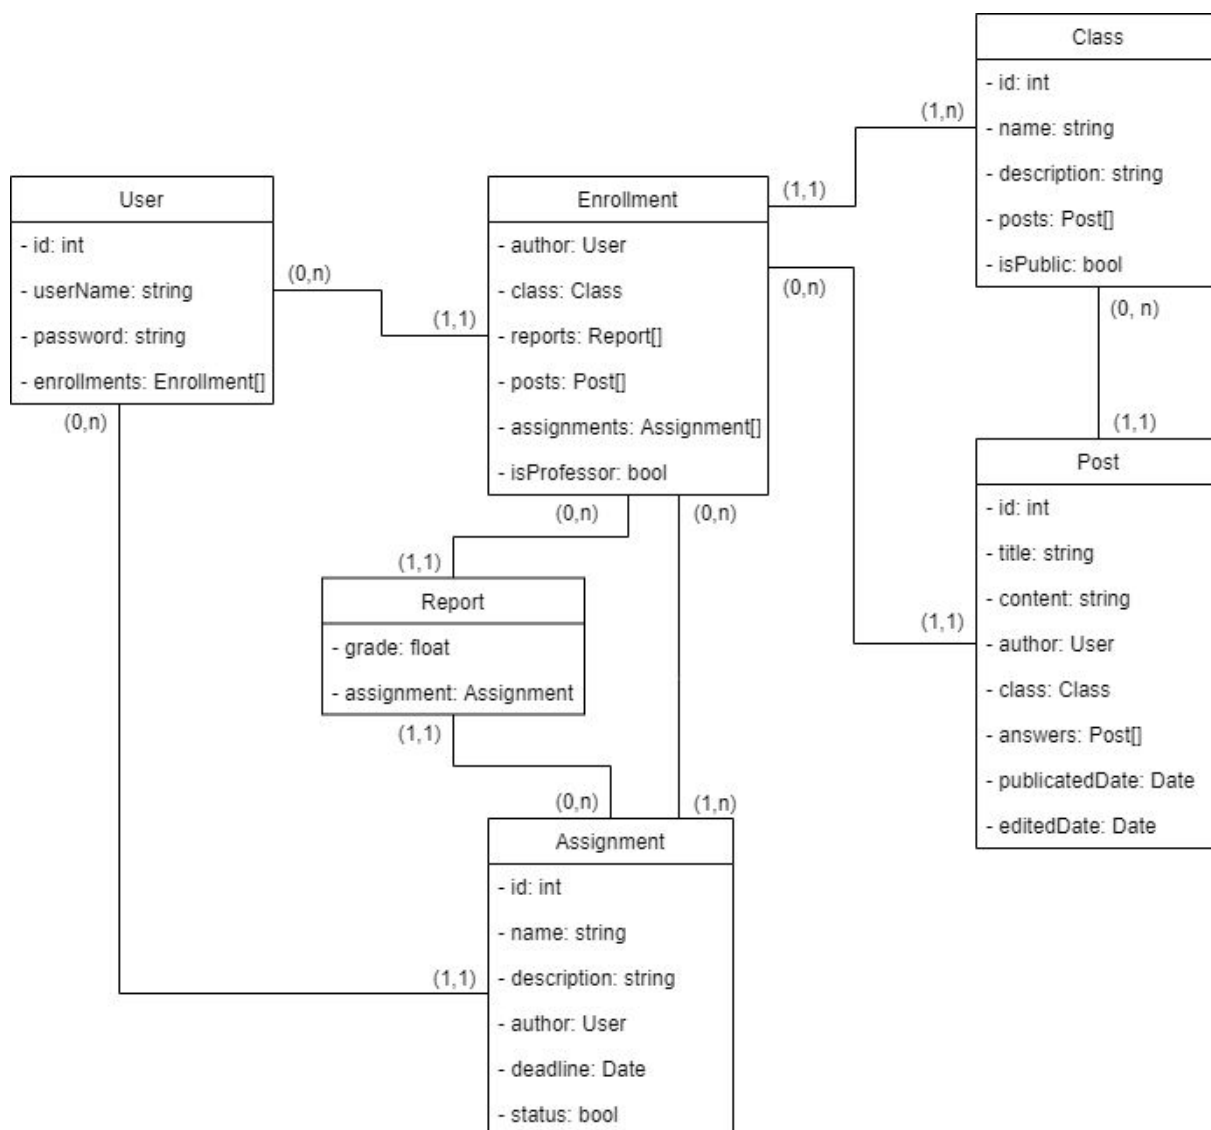 Class
- id: int
- name: string
- description: string
- posts: Post[]
- isPublic: bool
(1,n)
(1,1)
(0, n)
(1,1)
User
- id: int
- userName: string
- password: string
- enrollments: Enrollment[]
(0,n)
(1,1)
(0,n)
Enrollment
- author: User
- class: Class
- reports: Report[]
- posts: Post[]
- assignments: Assignment[]
- isProfessor: bool
(0,n)
(0,n)
(0,n)
(1,1)
(1,1)
Post
- id: int
- title: string
- content: string
- author: User
- class: Class
- answers: Post[]
- publicatedDate: Date
- editedDate: Date
Report
- grade: float
- assignment: Assignment
(1,1)
(0,n)
(1,n)
(1,1)
Assignment
- id: int
- name: string
- description: string
- author: User
- deadline: Date
- status: bool